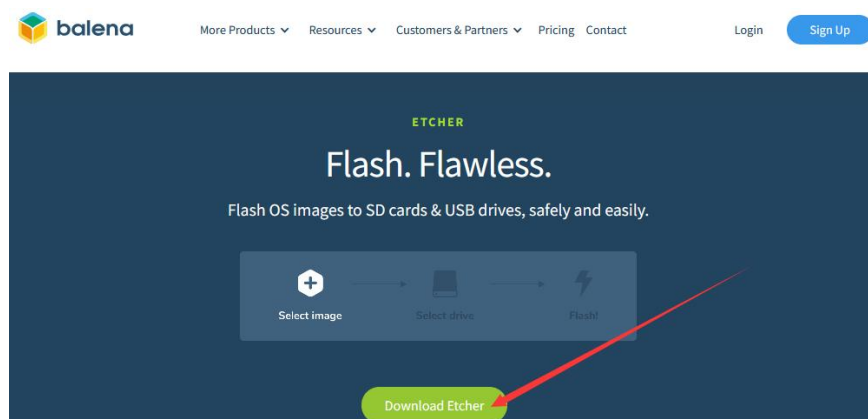 balena More Products Resources Customers & Partners Pricing Contact Login Sign Up
ETCHER
Flash. Flawless.
Flash OS images to SD cards & USB drives, safely and easily.
Select image Select drive Flash!
Download Etcher